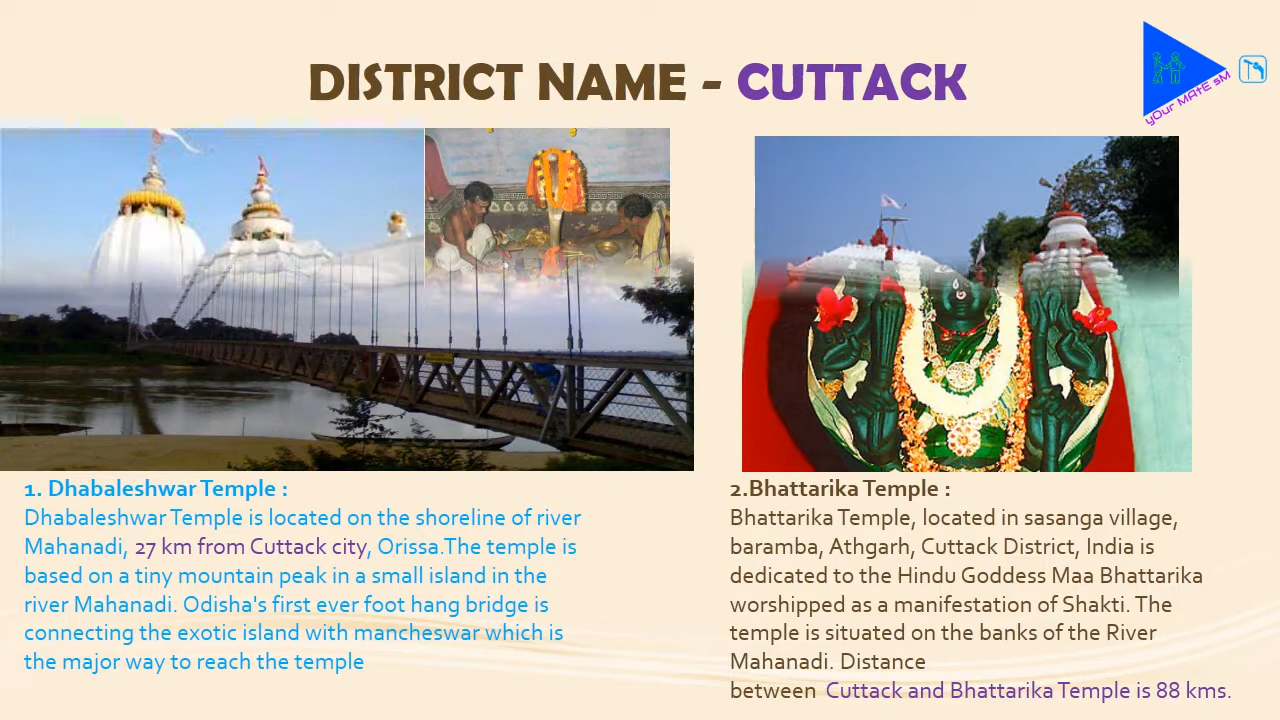 DISTRICT NAME - CUTTACK
yOur MAtE sM
1. Dhabaleshwar Temple :
Dhabaleshwar Temple is located on the shoreline of river
Mahanadi, 27 km from Cuttack city, Orissa.The temple is
based on a tiny mountain peak in a small island in the
river Mahanadi. Odisha's first ever foot hang bridge is
connecting the exotic island with mancheswar which is
the major way to reach the temple
2.Bhattarika Temple :
Bhattarika Temple, located in sasanga village,
baramba, Athgarh, Cuttack District, India is
dedicated to the Hindu Goddess Maa Bhattarika
worshipped as a manifestation of Shakti. The
temple is situated on the banks of the River
Mahanadi. Distance
between Cuttack and Bhattarika Temple is 88 kms.